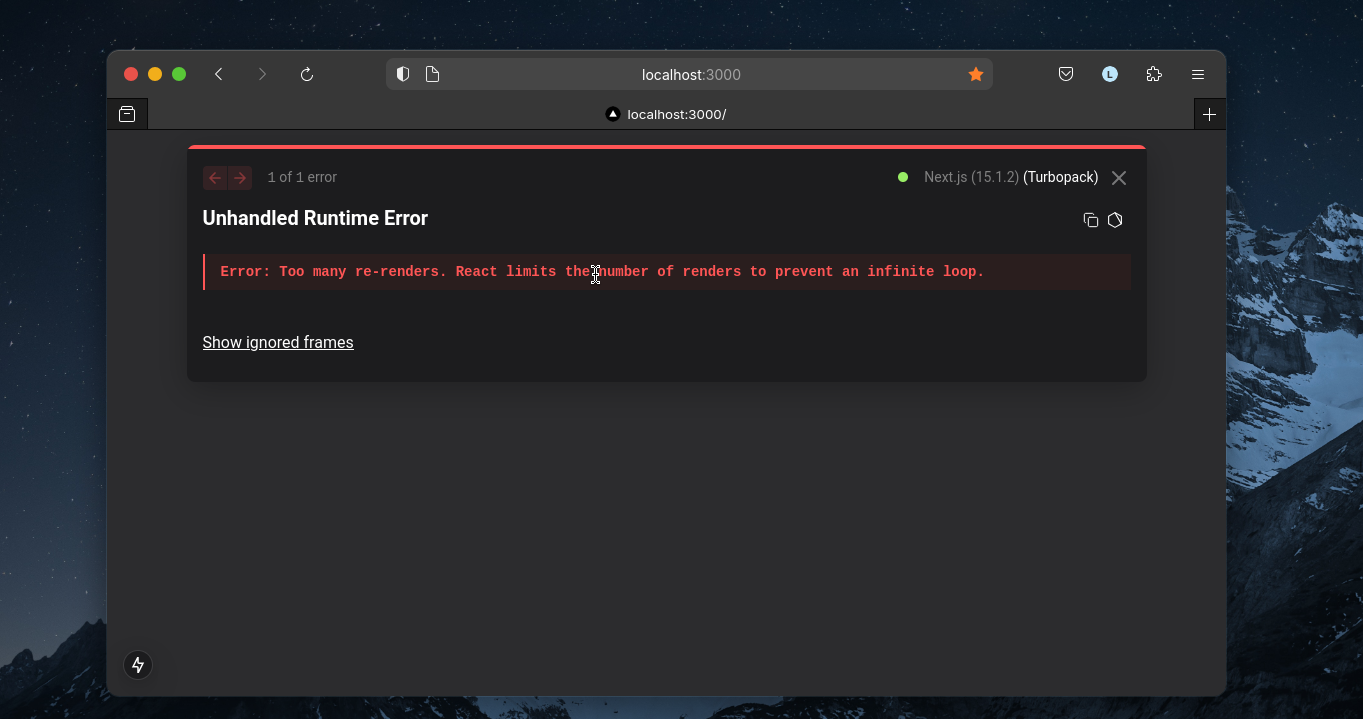 localhost:3000
L
localhost:3000/
1 of 1 error
Next.js (15.1.2) (Turbopack)
Unhandled Runtime Error
Error: Too many re-renders. React limits the number of renders to prevent an infinite loop.
Show ignored frames